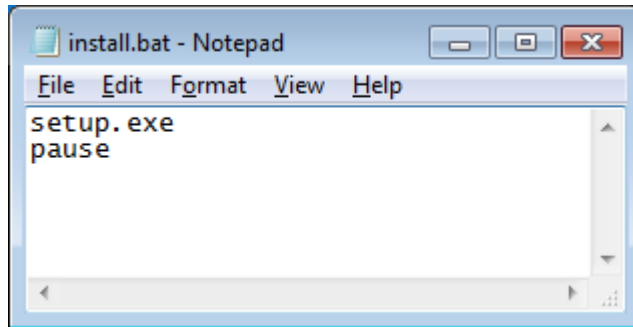 install.bat - Notepad
File Edit Format View Help
setup.exe
pause